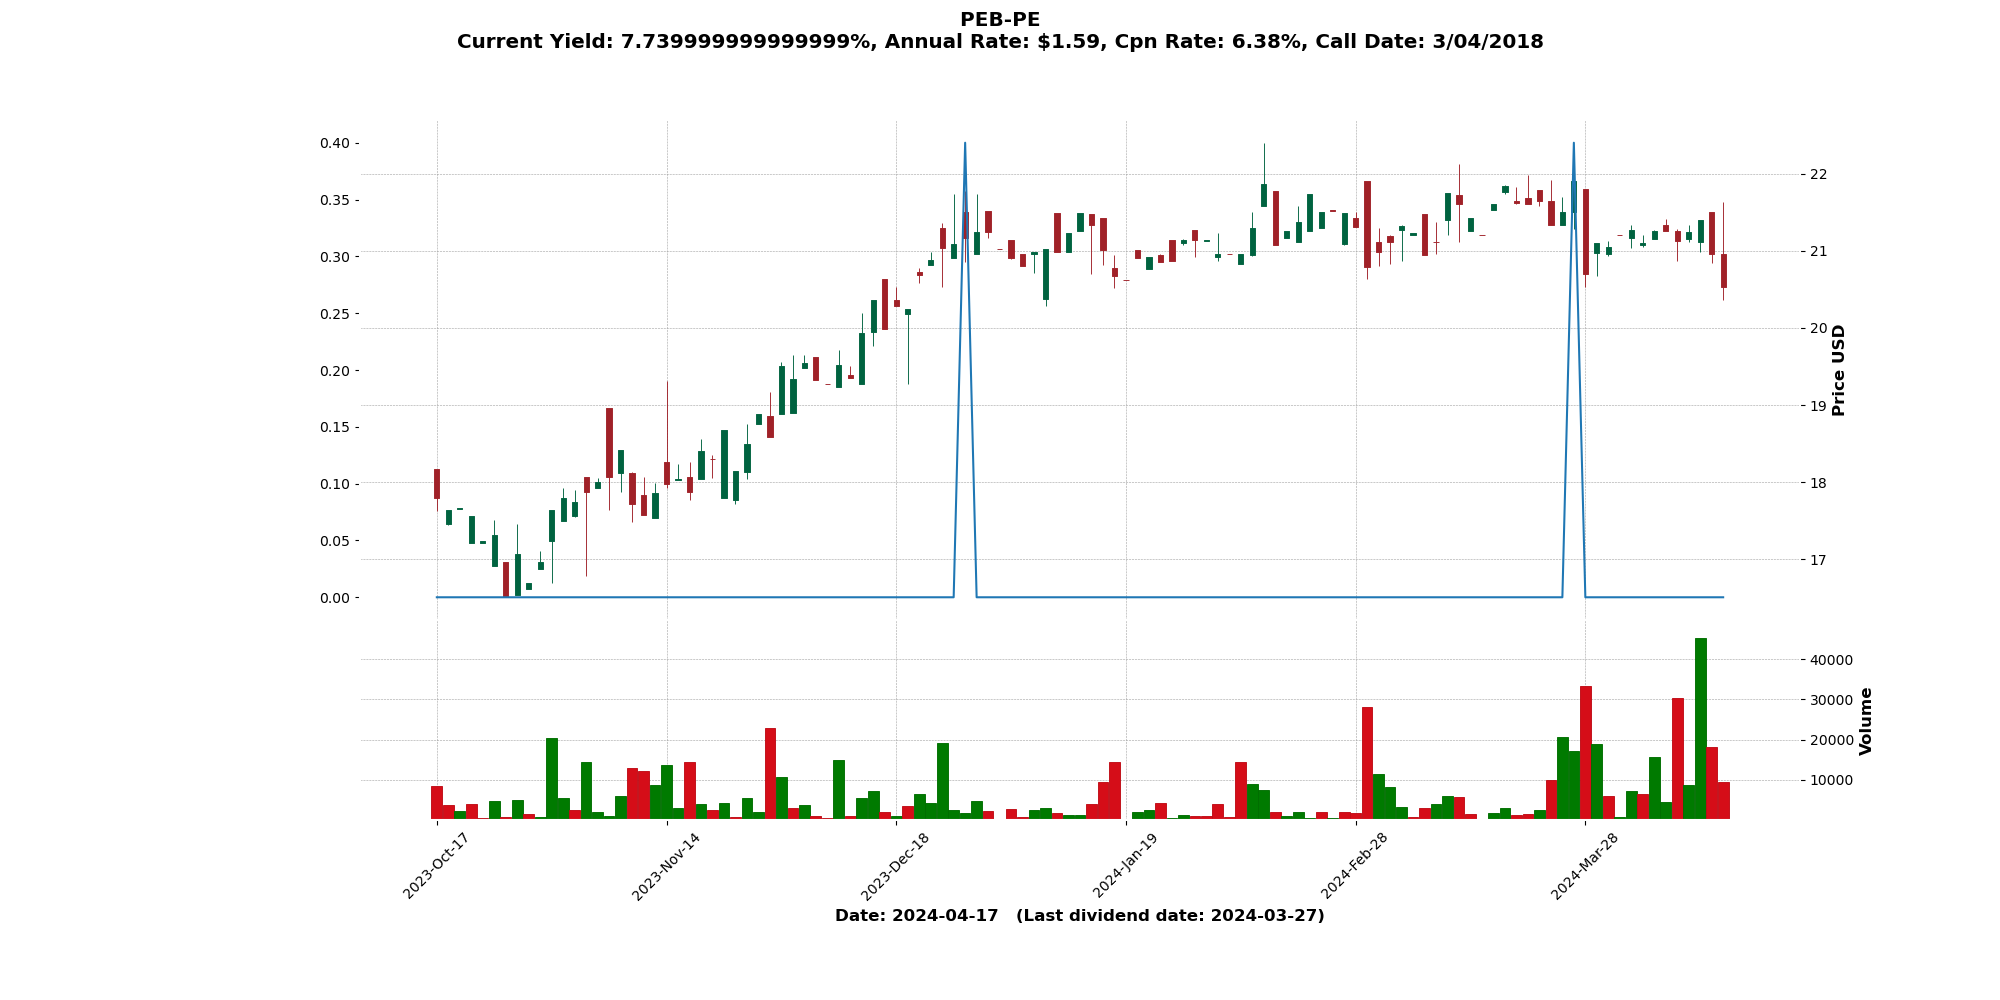 PEB-PE
Current Yield: 7.739999999999999%, Annual Rate: $1.59, Cpn Rate: 6.38%, Call Date: 3/04/2018
0.40
0.35
0.30
0.25
0.20
0.15
0.10
0.05
0.00
22
21
20
19
18
17
Price USD
40000
30000
20000
10000
Volume
2023-Oct-17
2023-Nov-14
2023-Dec-18
2024-Jan-19
2024-Feb-28
2024-Mar-28
Date: 2024-04-17   (Last dividend date: 2024-03-27)